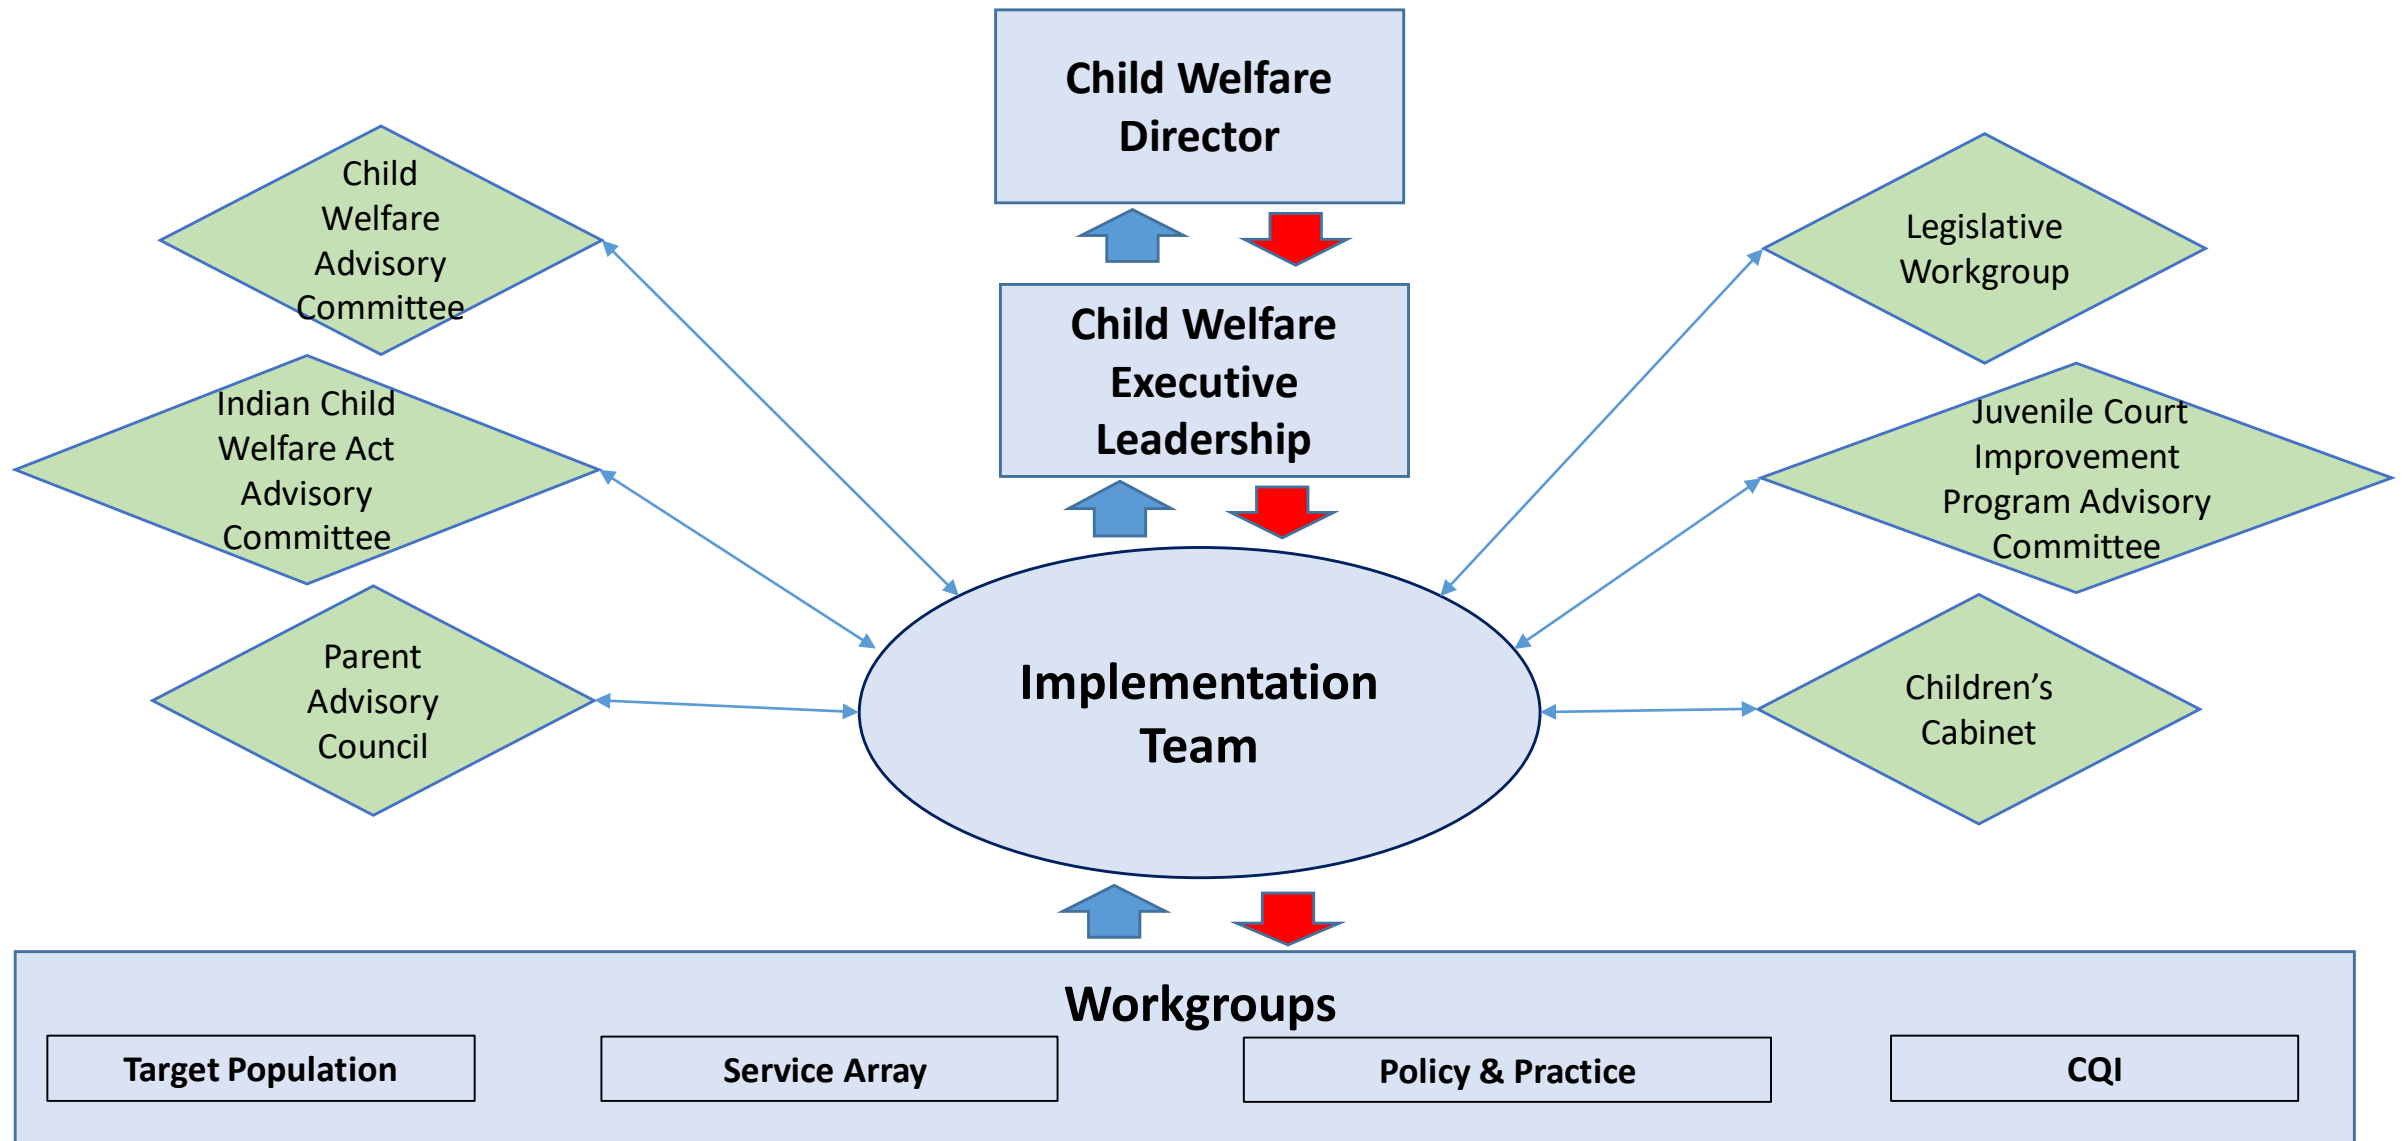 Child Welfare
Director
Child
Welfare
Advisory
Committee
Legislative
Workgroup
Child Welfare
Executive
Leadership
Indian Child
Welfare Act
Advisory
Committee
Juvenile Court
Improvement
Program Advisory
Committee
Parent
Advisory
Council
Implementation
Team
Children’s
Cabinet
Workgroups
Target Population
Service Array
Policy & Practice
CQI